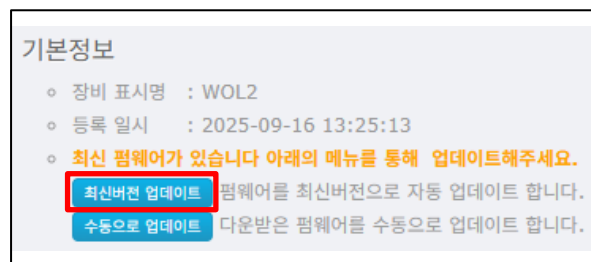 기본정보
장비 표시명 : WOL2
등록 일시 : 2025-09-16 13:25:13
최신 펌웨어가 있습니다 아래의 메뉴를 통해 업데이트해주세요.
최신버전 업데이트 펌웨어를 최신버전으로 자동 업데이트 합니다.
수동으로 업데이트 다운받은 펌웨어를 수동으로 업데이트 합니다.